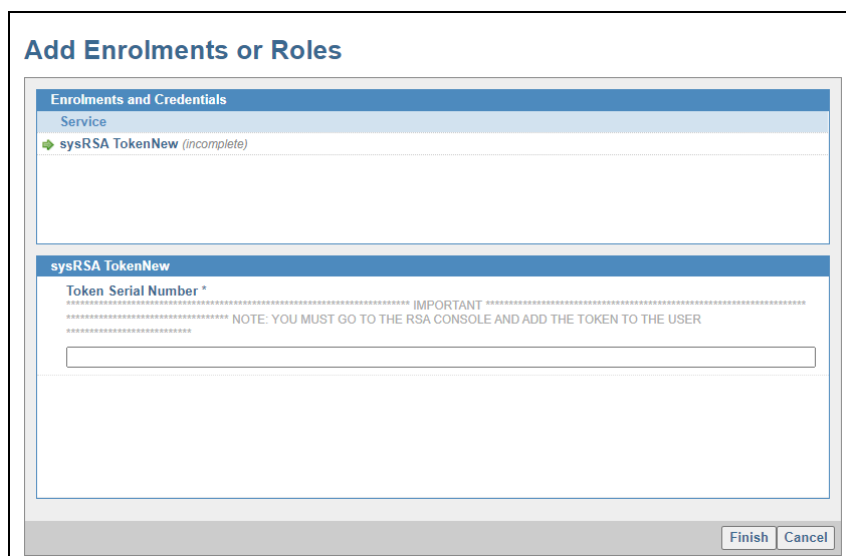 Add Enrolments or Roles
Enrolments and Credentials
Service
sysRSA TokenNew (incomplete)
sysRSA TokenNew
Token Serial Number *
************************************************************************** IMPORTANT *********************************************************************
*********************************** NOTE: YOU MUST GO TO THE RSA CONSOLE AND ADD THE TOKEN TO THE USER
***************************
Finish Cancel